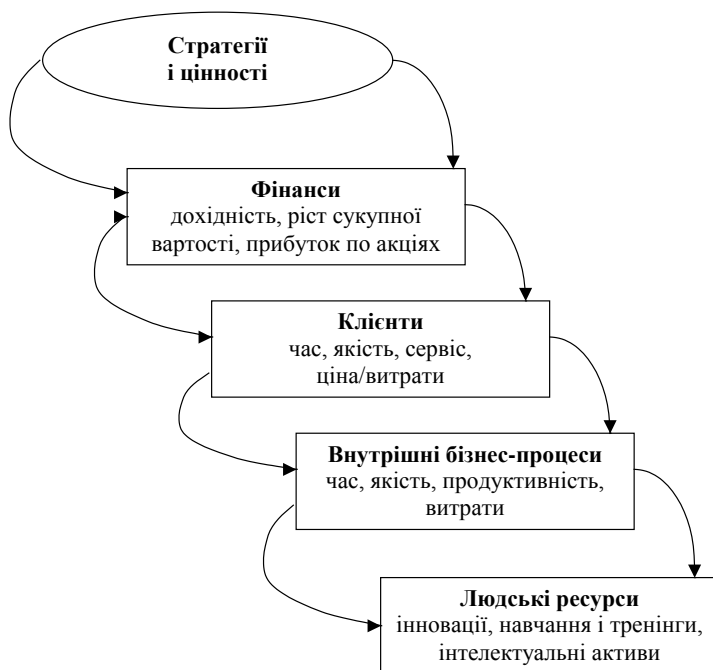 Стратегії
і цінності
Фінанси
дохідність, ріст сукупної
вартості, прибуток по акціях
Клієнти
час, якість, сервіс,
ціна/витрати
Внутрішні бізнес-процеси
час, якість, продуктивність,
витрати
Людські ресурси
інновації, навчання і тренінги,
інтелектуальні активи